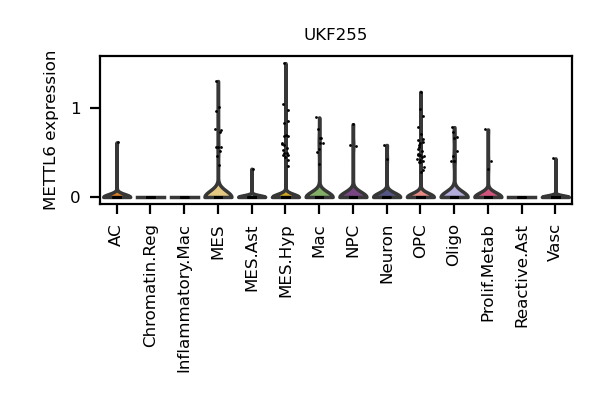 UKF255
METTL6 expression
1
0
AC
Chromatin.Reg
Inflammatory.Mac
MES
MES.Ast
MES.Hyp
Mac
NPC
Neuron
OPC
Oligo
Prolif.Metab
Reactive.Ast
Vasc